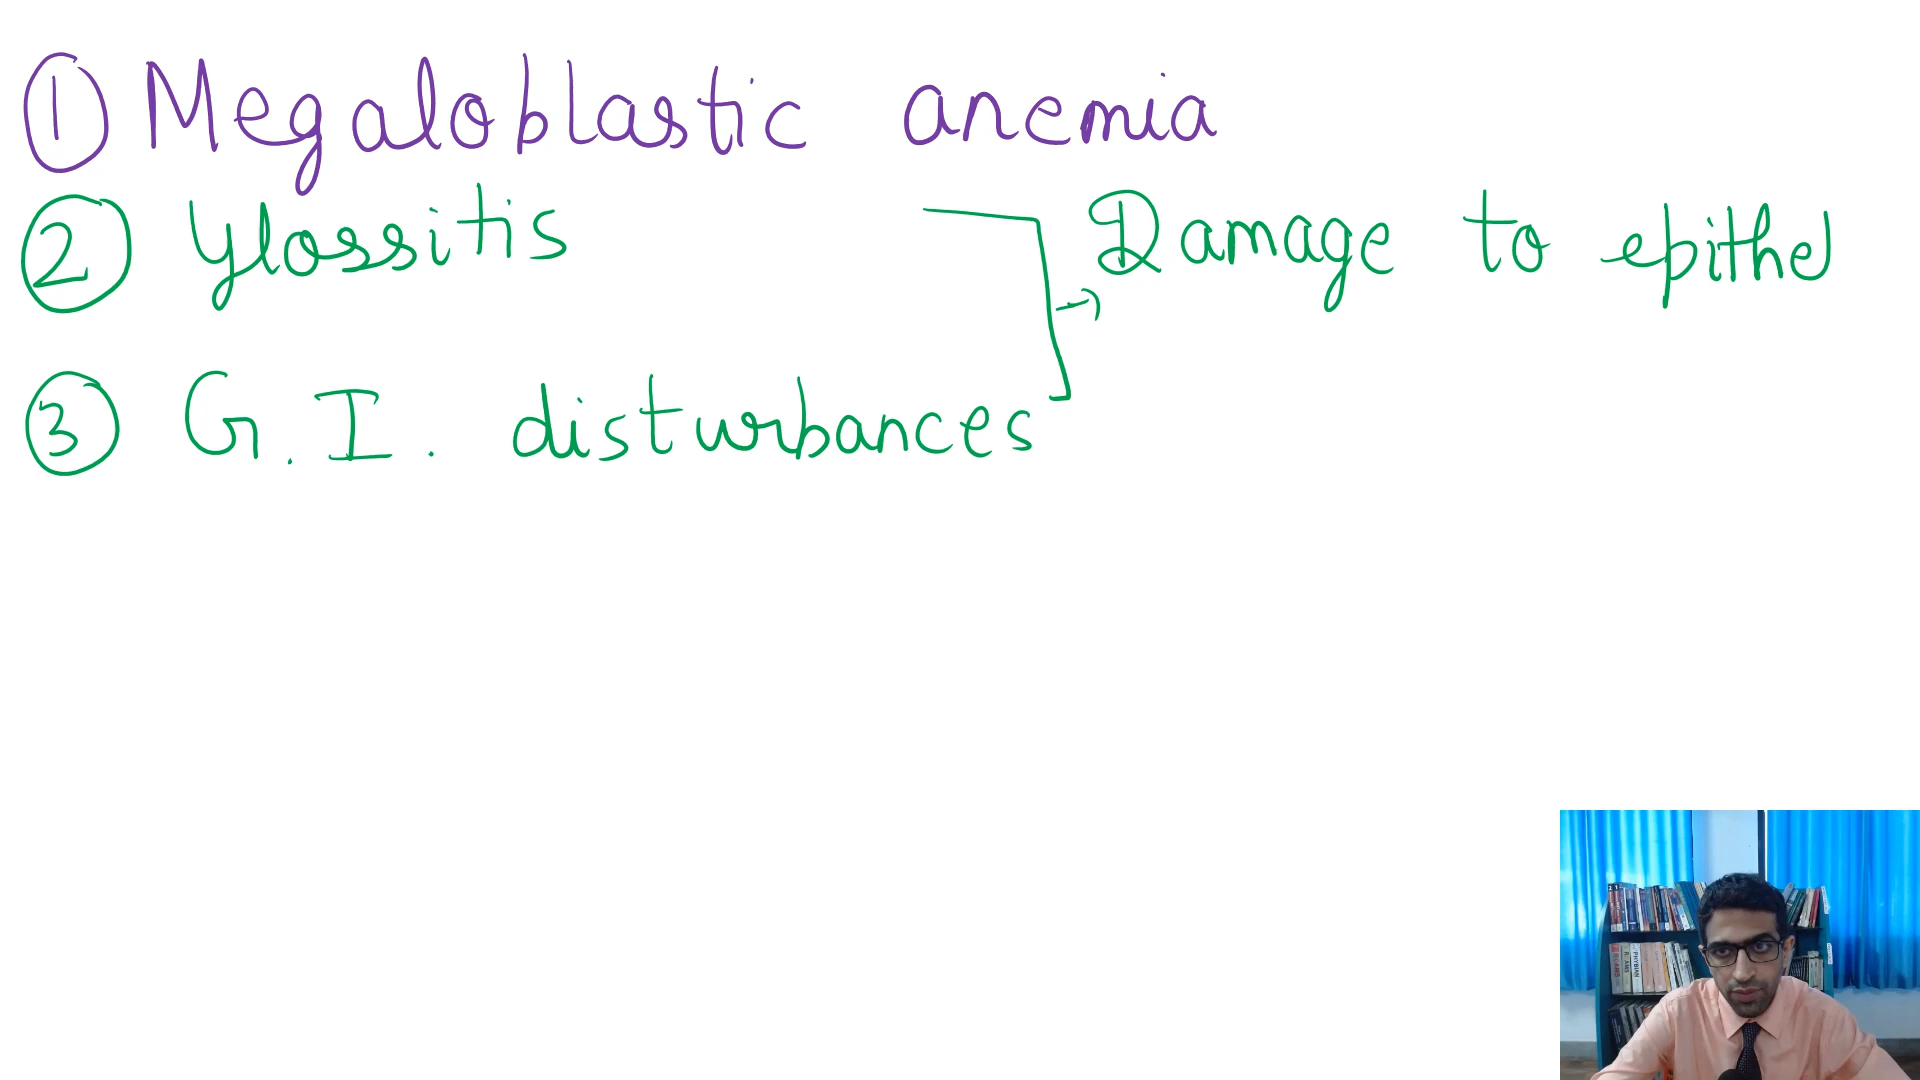 ① Megaloblastic anemia
② Glossitis
→ Damage to epithel
③ G.I. disturbances